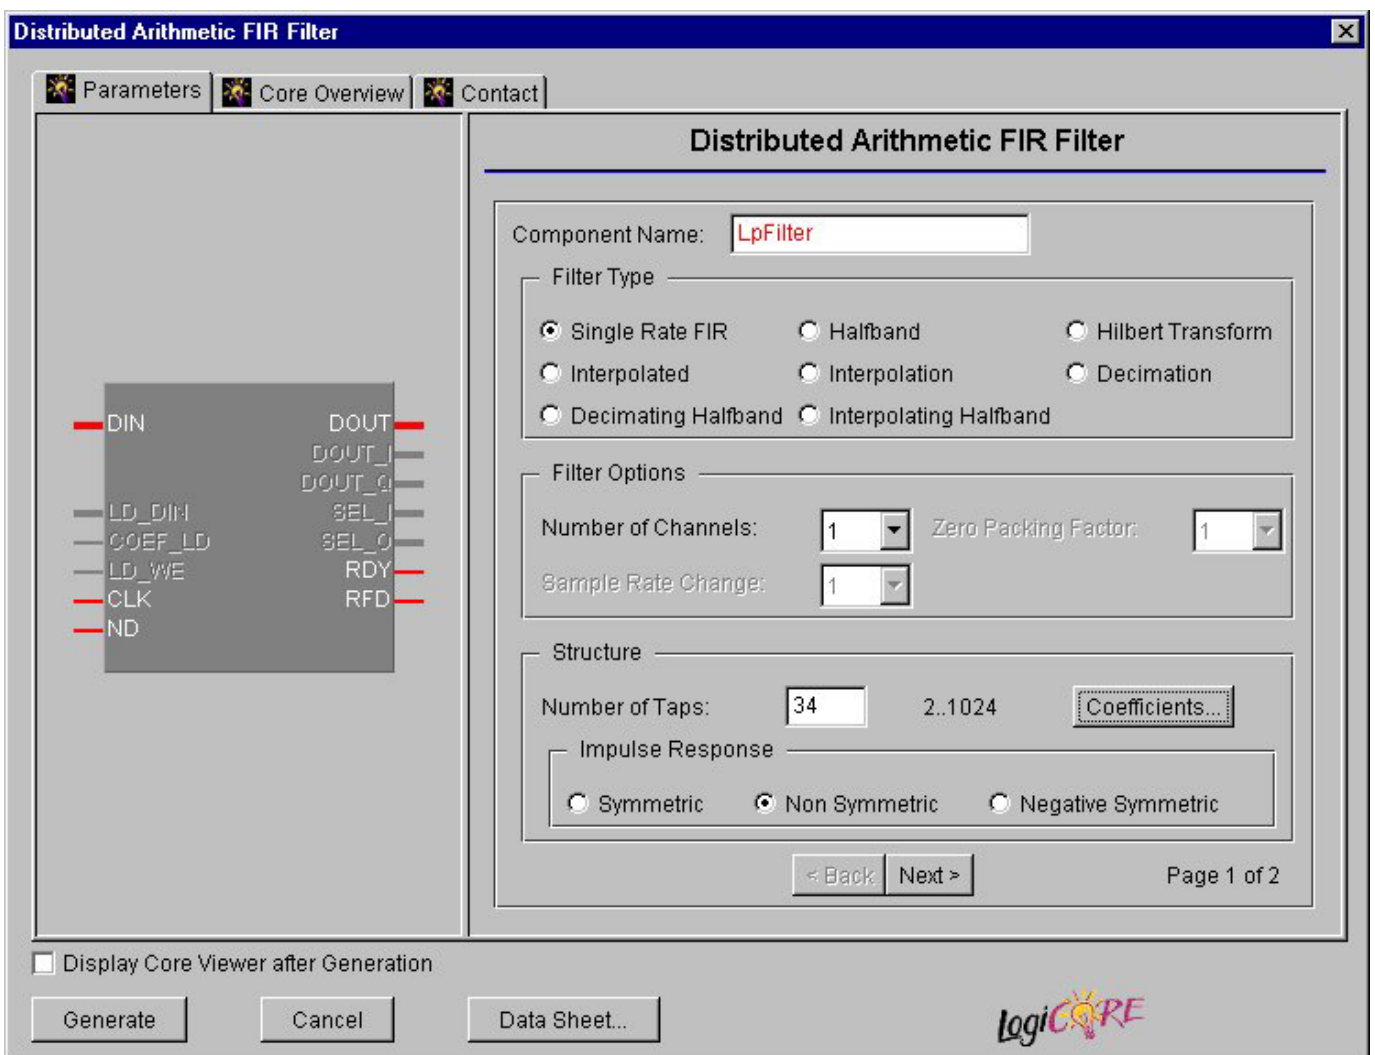 Distributed Arithmetic FIR Filter
Parameters Core Overview Contact
Distributed Arithmetic FIR Filter
Component Name: LpFilter
Filter Type
Single Rate FIR Halfband Hilbert Transform
Interpolated Interpolation Decimation
Decimating Halfband Interpolating Halfband
DIN DOUT
DOUT_I
DOUT_Q
LD_DIN SEL_I
COEF_LD SEL_O
LD_WE RDY
CLK RFD
ND
Filter Options
Number of Channels: 1 Zero Packing Factor: 1
Sample Rate Change: 1
Structure
Number of Taps: 34 2..1024 Coefficients...
Impulse Response
Symmetric Non Symmetric Negative Symmetric
< Back Next > Page 1 of 2
Display Core Viewer after Generation
Generate Cancel Data Sheet...
LogiCORE